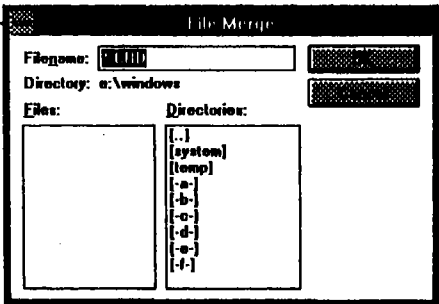 File Merge
Filename:
Directory: e:\windows
Files: Directories:
[..]
[system]
[temp]
[-a-]
[-b-]
[-c-]
[-d-]
[-e-]
[-f-]